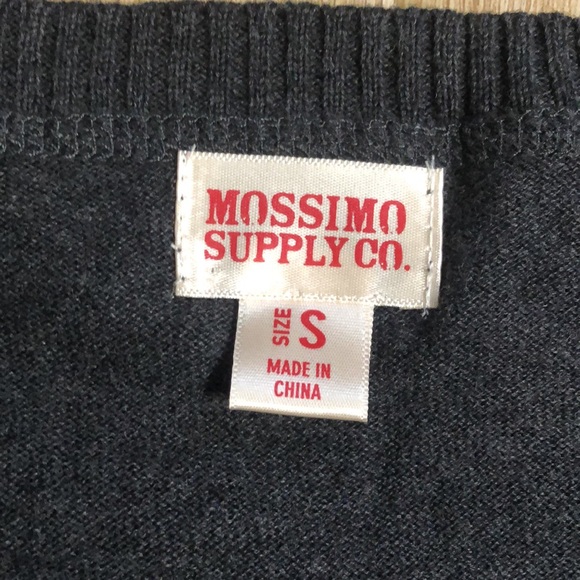 MOSSIMO
SUPPLY CO.
SIZE S
MADE IN
CHINA